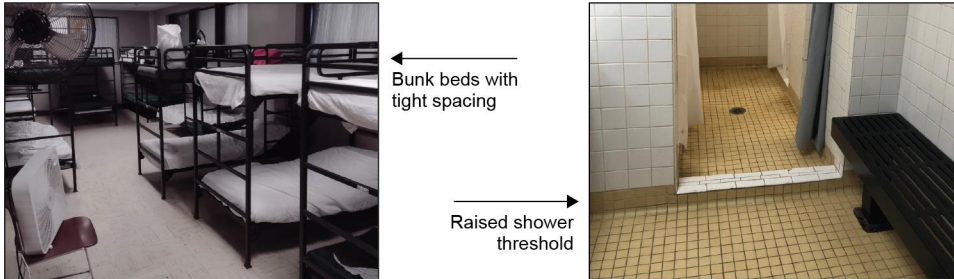 Bunk beds with
tight spacing
Raised shower
threshold